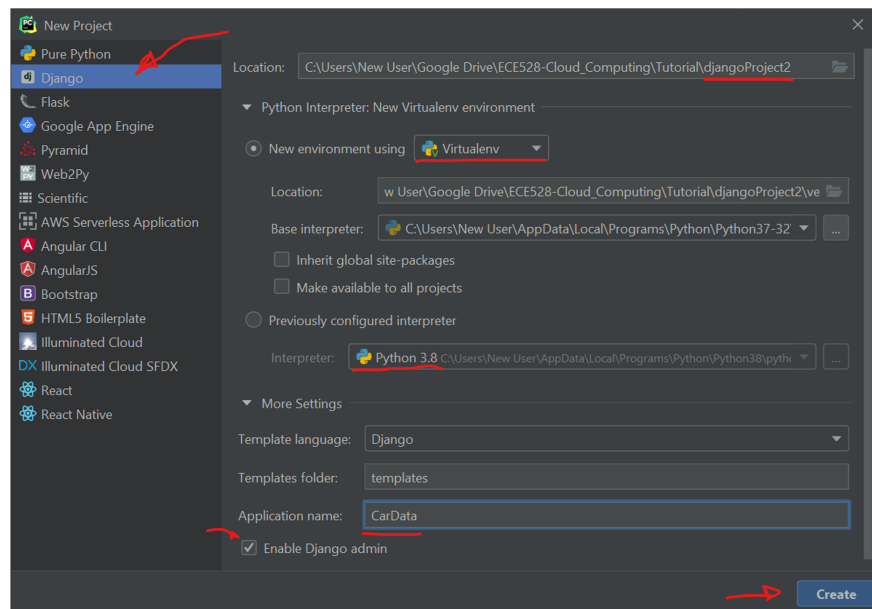 New Project
Pure Python
Django
Flask
Google App Engine
Pyramid
Web2Py
Scientific
AWS Serverless Application
Angular CLI
AngularJS
Bootstrap
HTML5 Boilerplate
Illuminated Cloud
Illuminated Cloud SFDX
React
React Native
Location: C:\Users\New User\Google Drive\ECE528-Cloud_Computing\Tutorial\djangoProject2
Python Interpreter: New Virtualenv environment
New environment using Virtualenv
Location: w User\Google Drive\ECE528-Cloud_Computing\Tutorial\djangoProject2\ve
Base interpreter: C:\Users\New User\AppData\Local\Programs\Python\Python37-32\ ...
Inherit global site-packages
Make available to all projects
Previously configured interpreter
Interpreter: Python 3.8 C:\Users\New User\AppData\Local\Programs\Python\Python38\pythc ...
More Settings
Template language: Django
Templates folder: templates
Application name: CarData
Enable Django admin
Create